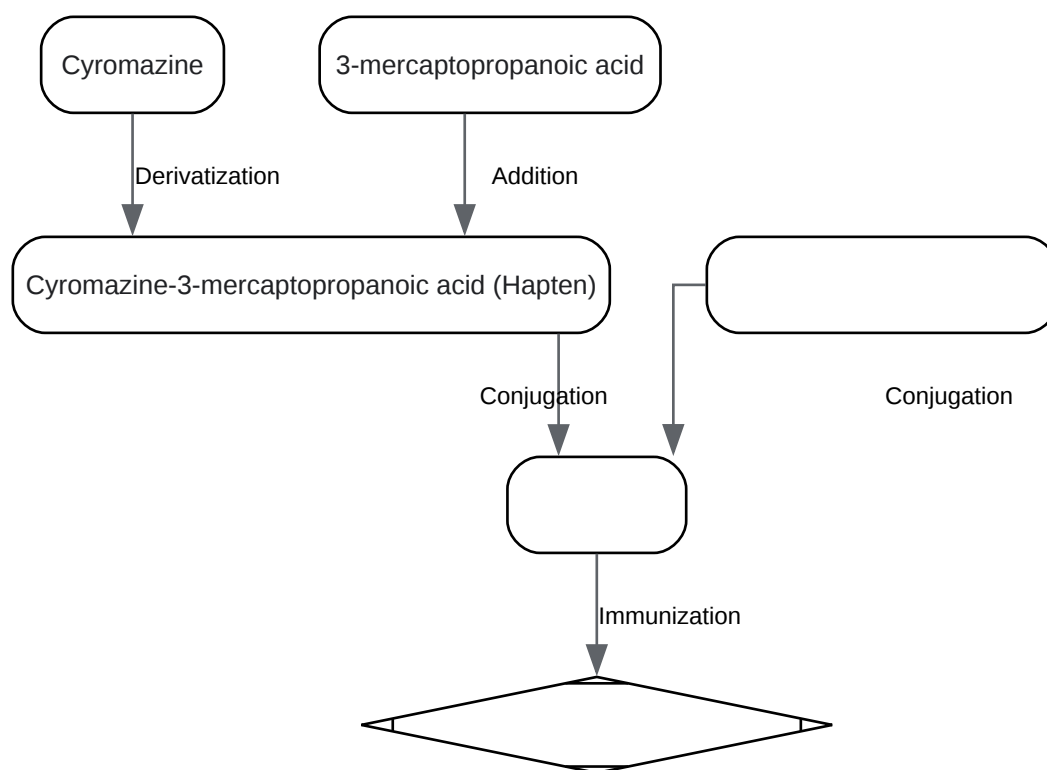 Cyromazine
3-mercaptopropanoic acid
Derivatization
Addition
Cyromazine-3-mercaptopropanoic acid (Hapten)
Conjugation
Conjugation
Immunization